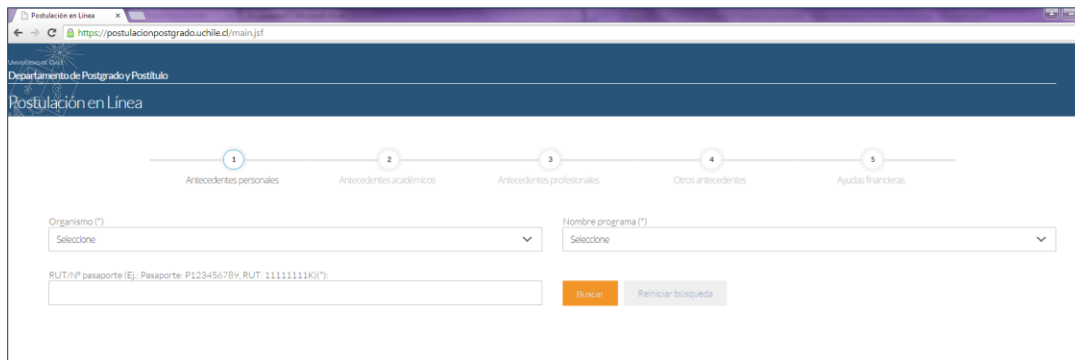 Postulación en Línea
https://postulacionpostgrado.uchile.cl/main.jsf
UNIVERSIDAD DE CHILE
Departamento de Postgrado y Postítulo
Postulación en Línea
1 2 3 4 5
Antecedentes personales Antecedentes académicos Antecedentes profesionales Otros antecedentes Ayudas financieras
Organismo (*) Nombre programa (*)
Seleccione Seleccione
RUT/Nº pasaporte (Ej.: Pasaporte: P123456789, RUT: 11111111K)(*):
Buscar Reiniciar búsqueda